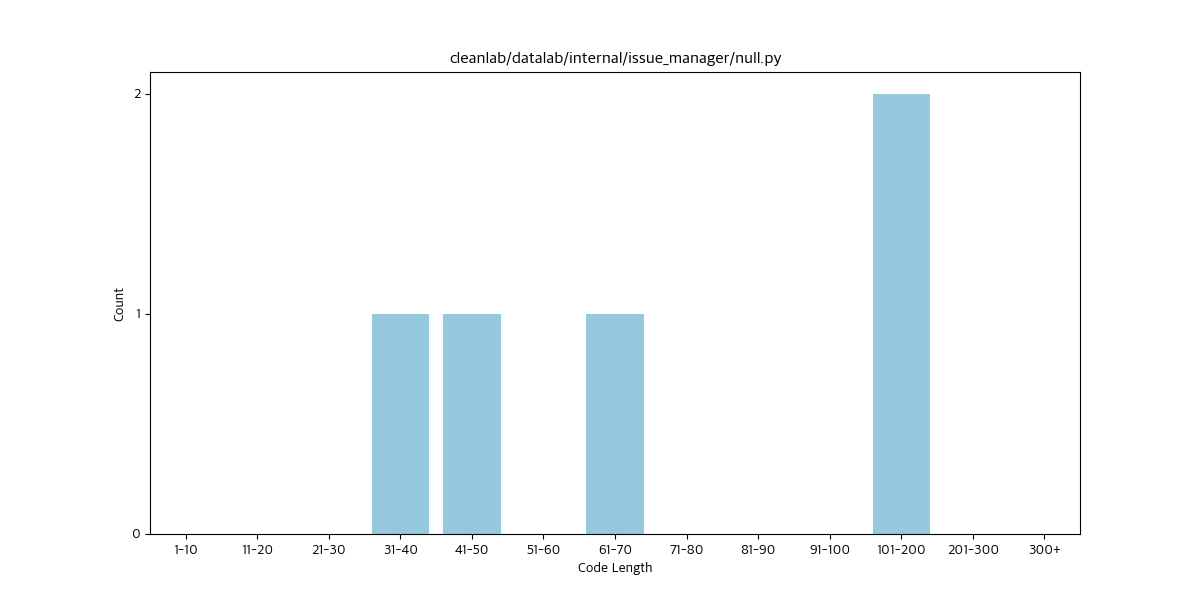 cleanlab/datalab/internal/issue_manager/null.py
Count
2
1
0
1-10 11-20 21-30 31-40 41-50 51-60 61-70 71-80 81-90 91-100 101-200 201-300 300+
Code Length